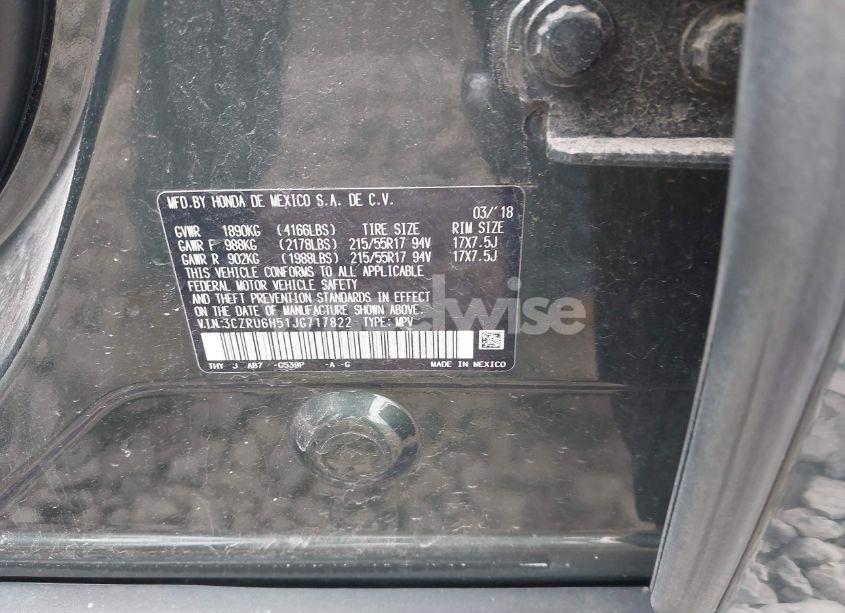 MFD.BY HONDA DE MEXICO S.A. DE C.V.
03/'18
GVWR 1890KG (4166LBS) TIRE SIZE RIM SIZE
GAWR F 988KG (2178LBS) 215/55R17 94V 17X7.5J
GAWR R 902KG (1988LBS) 215/55R17 94V 17X7.5J
THIS VEHICLE CONFORMS TO ALL APPLICABLE
FEDERAL MOTOR VEHICLE SAFETY
AND THEFT PREVENTION STANDARDS IN EFFECT
ON THE DATE OF MANUFACTURE SHOWN ABOVE.
V.I.N:3CZRU6H51JG717822 TYPE: MPV
THY J AB7 -G539P -A -G MADE IN MEXICO